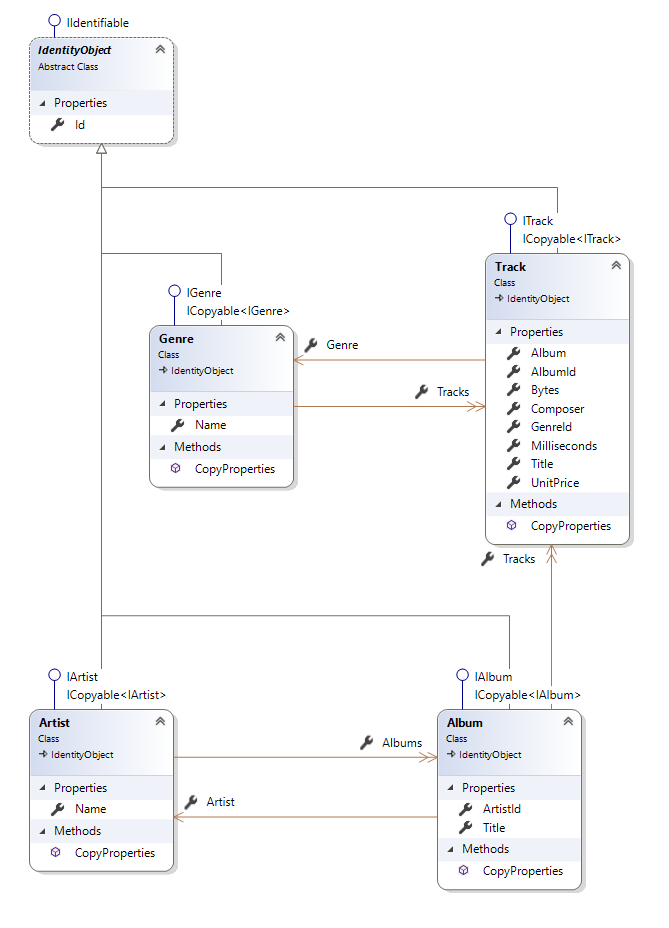 IIdentifiable
IdentityObject
Abstract Class
Properties
Id
ITrack
ICopyable<ITrack>
Track
Class
IdentityObject
Properties
Album
AlbumId
Bytes
Composer
GenreId
Milliseconds
Title
UnitPrice
Methods
CopyProperties
IGenre
ICopyable<IGenre>
Genre
Class
IdentityObject
Properties
Name
Methods
CopyProperties
Genre
Tracks
Tracks
IArtist
ICopyable<IArtist>
Artist
Class
IdentityObject
Properties
Name
Methods
CopyProperties
Albums
Artist
IAlbum
ICopyable<IAlbum>
Album
Class
IdentityObject
Properties
ArtistId
Title
Methods
CopyProperties